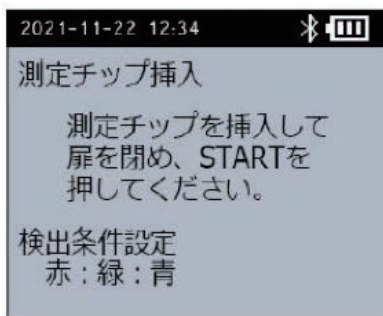 2021-11-22 12:34
測定チップ挿入
測定チップを挿入して
扉を閉め、STARTを
押してください。
検出条件設定
赤:緑:青